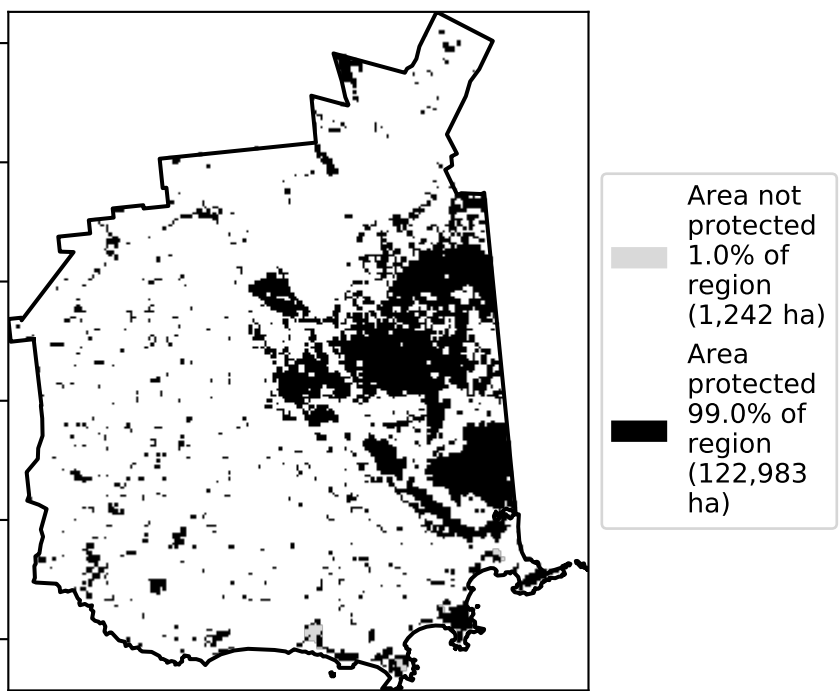 Area not
protected
1.0% of
region
(1,242 ha)
Area
protected
99.0% of
region
(122,983
ha)